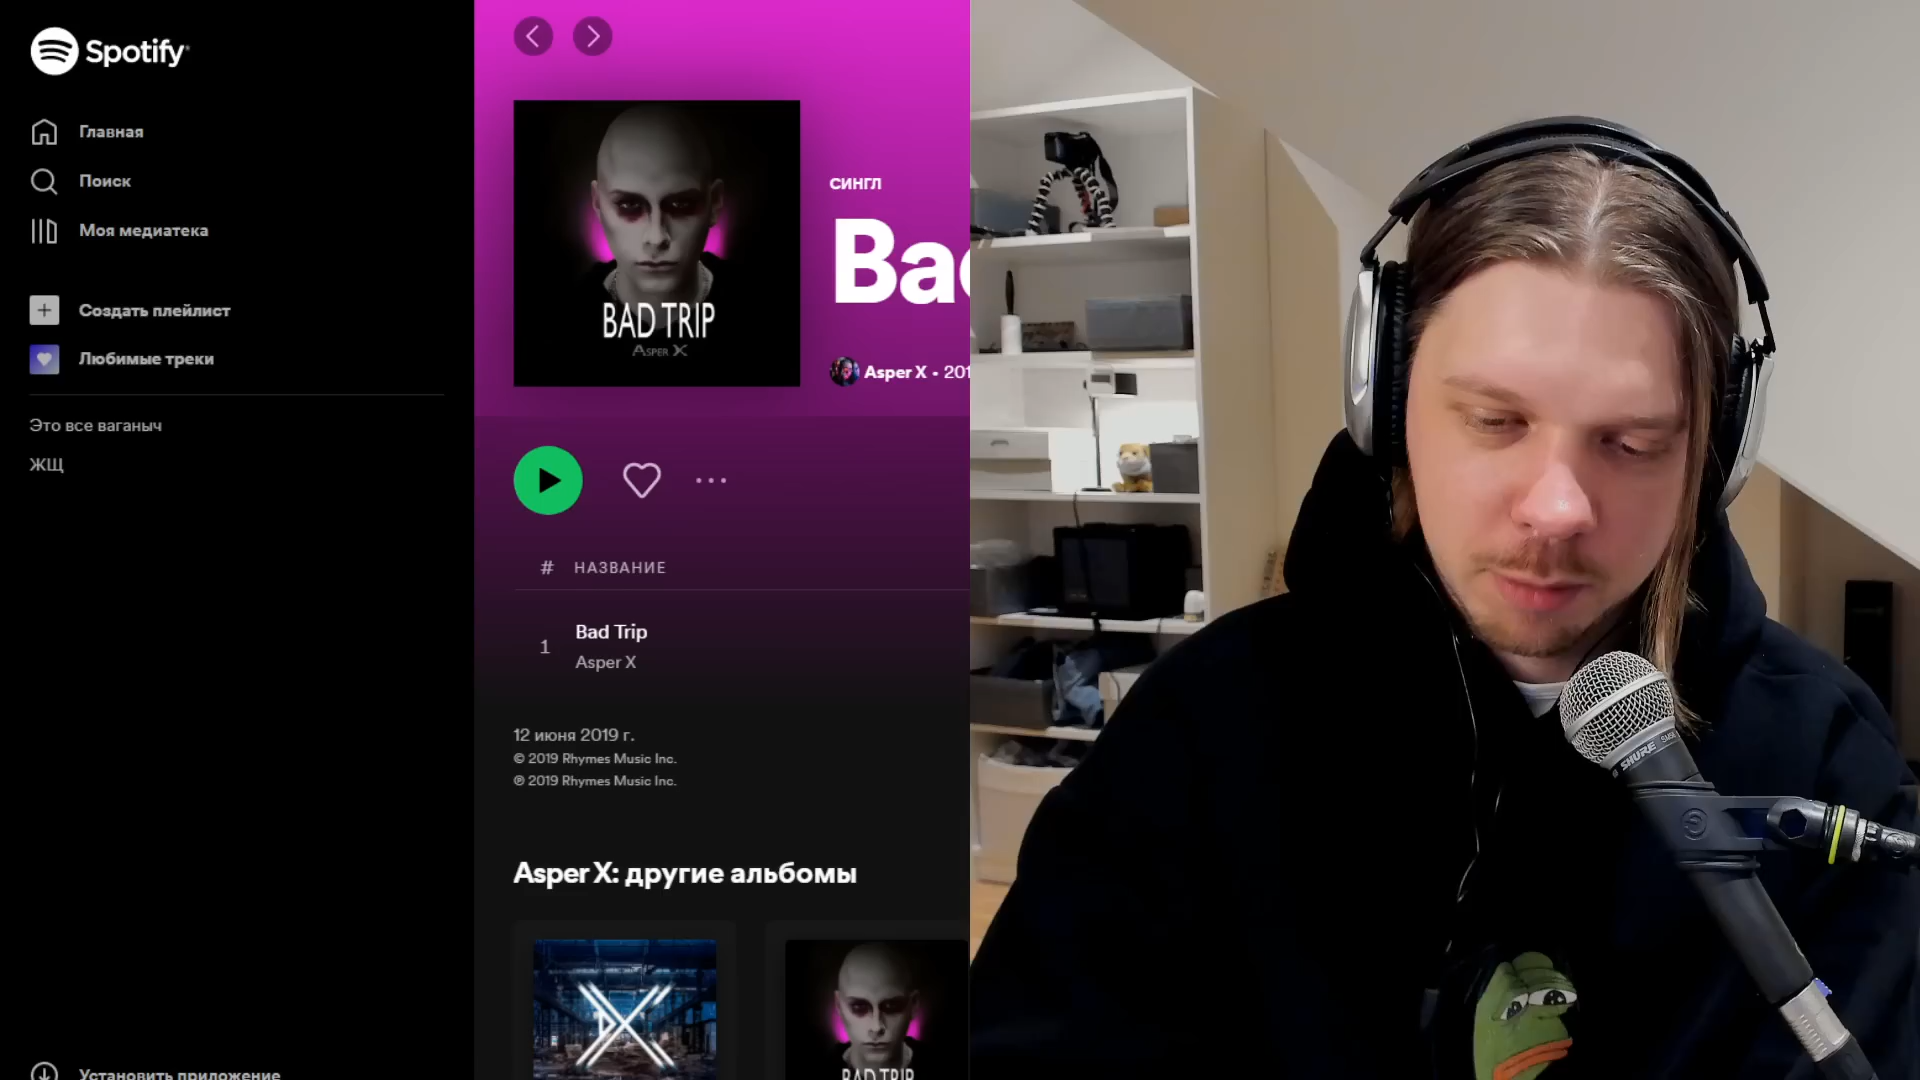 Spotify
Главная
Поиск
Моя медиатека
Создать плейлист
Любимые треки
Это все ваганыч
ЖЩ
Установить приложение
BAD TRIP
ASPER X
СИНГЛ
Asper X • 201
# НАЗВАНИЕ
1 Bad Trip
Asper X
12 июня 2019 г.
© 2019 Rhymes Music Inc.
℗ 2019 Rhymes Music Inc.
Asper X: другие альбомы
BAD TRIP
SHURE